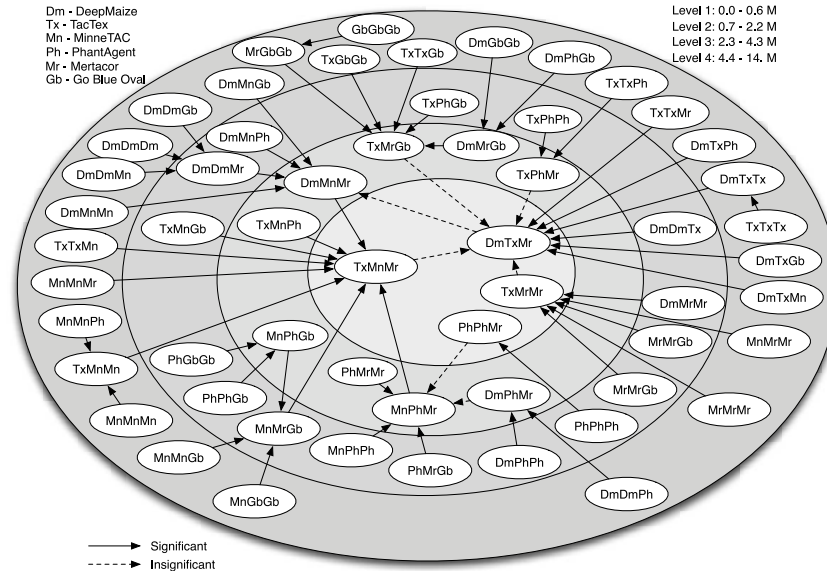 Dm - DeepMaize
Tx - TacTex
Mn - MinneTAC
Ph - PhantAgent
Mr - Mertacor
Gb - Go Blue Oval
Level 1: 0.0 - 0.6 M
Level 2: 0.7 - 2.2 M
Level 3: 2.3 - 4.3 M
Level 4: 4.4 - 14. M
GbGbGb
MrGbGb
TxGbGb
TxTxGb
DmGbGb
DmPhGb
DmMnGb
TxTxPh
DmDmGb
TxPhGb
TxPhPh
TxTxMr
DmDmDm
DmMnPh
TxMrGb
DmMrGb
DmTxPh
DmDmMn
DmDmMr
DmMnMr
TxPhMr
DmTxTx
DmMnMn
TxMnGb
TxMnPh
DmDmTx
TxTxTx
TxTxMn
DmTxMr
DmTxGb
MnMnMr
TxMnMr
TxMrMr
DmMrMr
DmTxMn
MnMnPh
MnPhGb
PhPhMr
MrMrGb
MnMrMr
TxMnMn
PhGbGb
PhMrMr
PhPhGb
DmPhMr
MrMrGb
MnMnMn
MnMrGb
MnPhMr
PhPhPh
MrMrMr
MnMnGb
MnPhPh
PhMrGb
DmPhPh
MnGbGb
DmDmPh
Significant
Insignificant